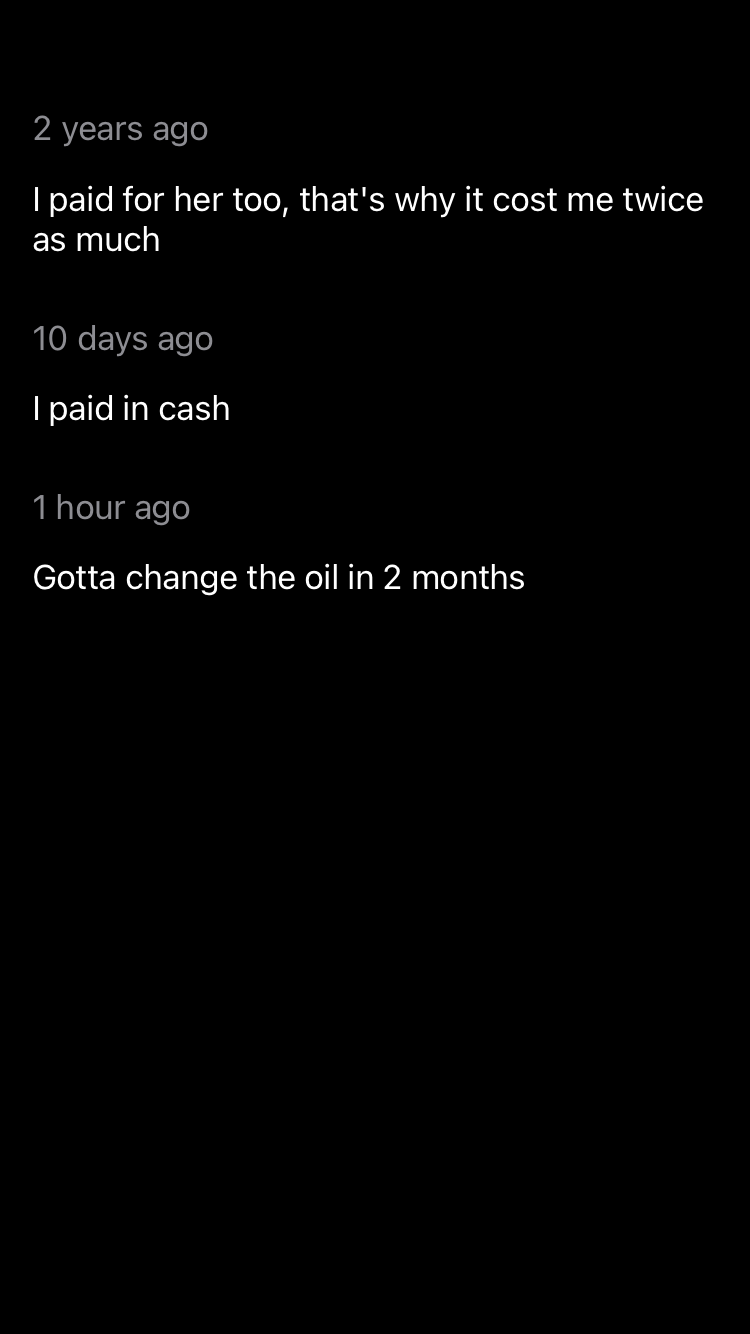 2 years ago
I paid for her too, that's why it cost me twice
as much
10 days ago
I paid in cash
1 hour ago
Gotta change the oil in 2 months